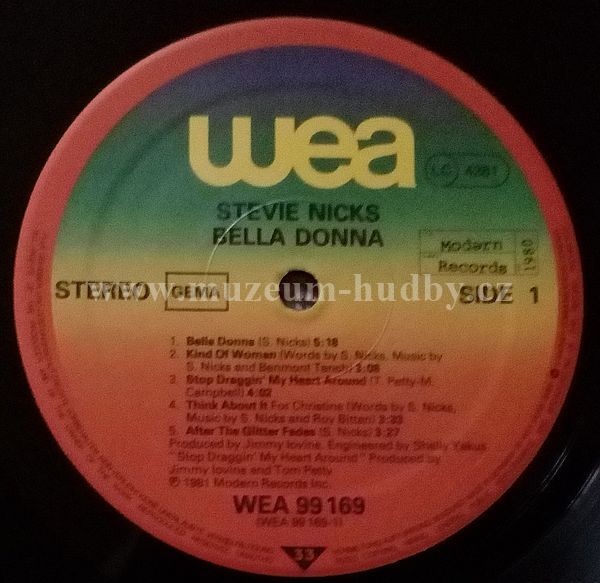 wea
LC 4281
STEVIE NICKS
BELLA DONNA
Modern
Records
1980
STEREO
GEMA
www.muzeum-hudby.cz
SIDE 1
1. Bella Donna (S. Nicks) 5:18
2. Kind Of Woman (Words by S. Nicks, Music by
S. Nicks and Benmont Tench) 3:08
3. Stop Draggin' My Heart Around (T. Petty-M.
Campbell) 4:02
4. Think About It For Christine (Words by S. Nicks,
Music by S. Nicks and Roy Bittan) 3:33
5. After The Glitter Fades (S. Nicks) 3:27
Produced by Jimmy Iovine, Engineered by Shelly Yakus
"Stop Draggin' My Heart Around" Produced by
Jimmy Iovine and Tom Petty
℗ 1981 Modern Records Inc.
WEA 99 169
(WEA 99 169-1)
33